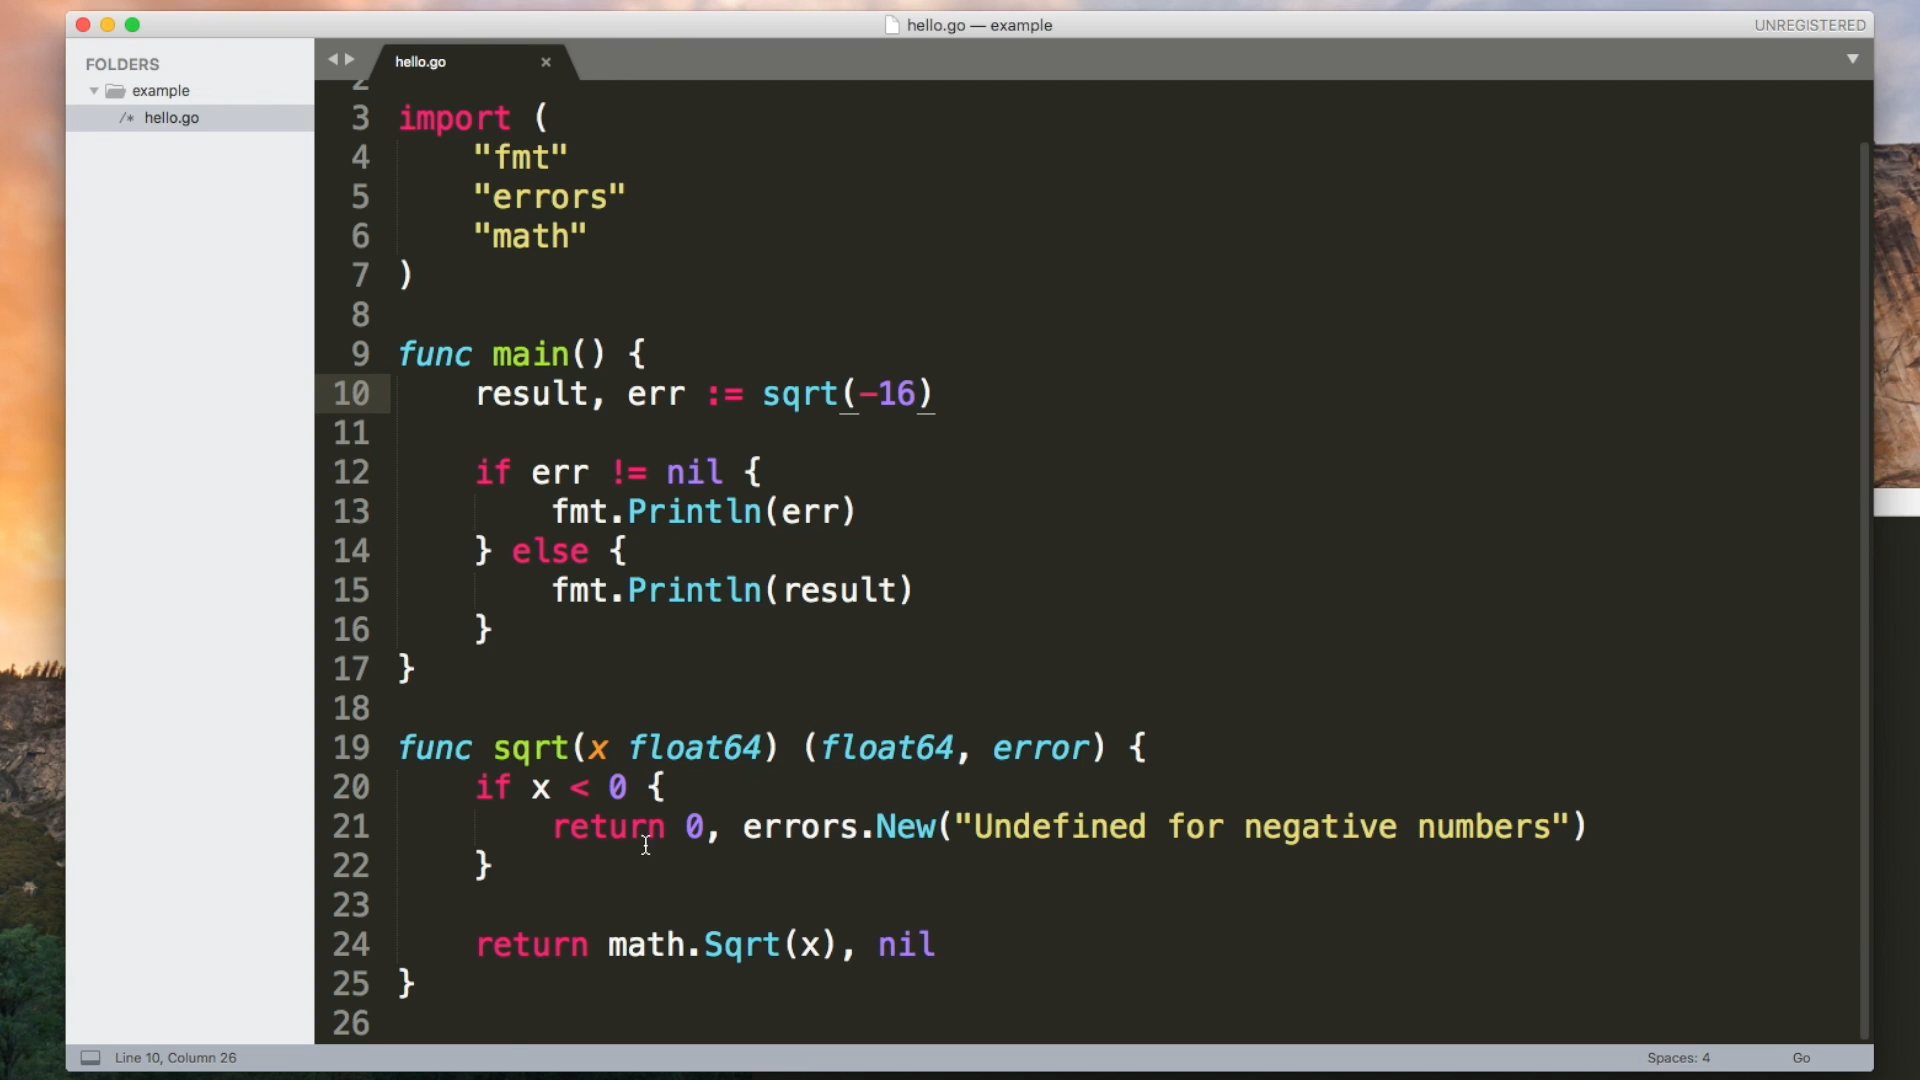 hello.go — example
UNREGISTERED
FOLDERS
example
/* hello.go
hello.go
2
3 import (
4 "fmt"
5 "errors"
6 "math"
7 )
8
9 func main() {
10 result, err := sqrt(-16)
11
12 if err != nil {
13 fmt.Println(err)
14 } else {
15 fmt.Println(result)
16 }
17 }
18
19 func sqrt(x float64) (float64, error) {
20 if x < 0 {
21 return 0, errors.New("Undefined for negative numbers")
22 }
23
24 return math.Sqrt(x), nil
25 }
26
Line 10, Column 26
Spaces: 4
Go